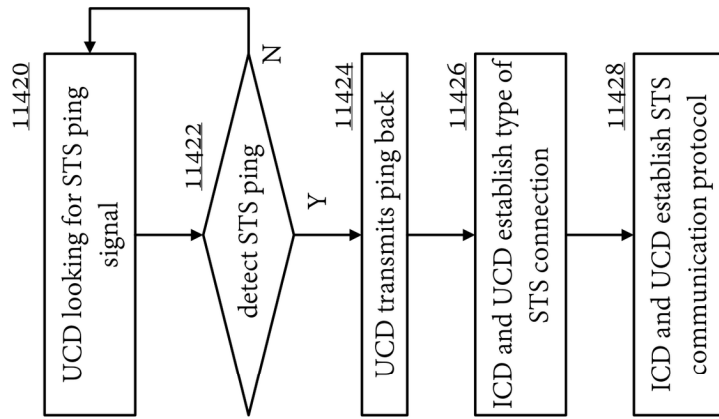 11420
UCD looking for STS ping
signal
11422
detect STS ping
N
Y
11424
UCD transmits ping back
11426
ICD and UCD establish type of
STS connection
11428
ICD and UCD establish STS
communication protocol